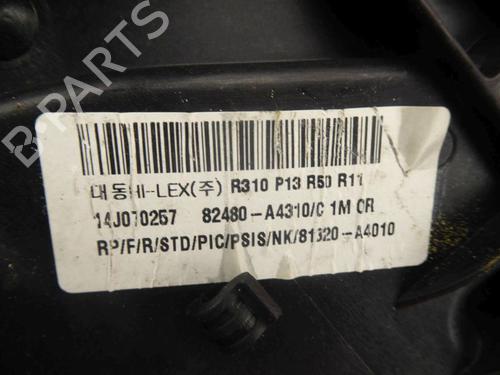 B-PARTS
대동HI-LEX(주) R310 P13 R50 R11
14J070257 82480-A4310/C 1M CR
RP/F/R/STD/PIC/PSIS/NK/81320-A4010